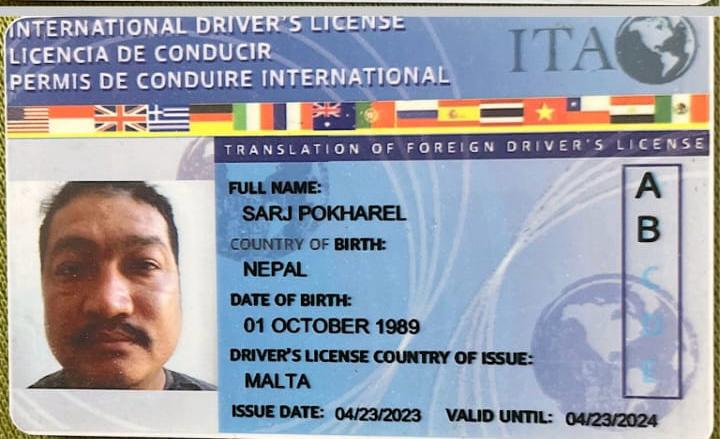 INTERNATIONAL DRIVER'S LICENSE
LICENCIA DE CONDUCIR
PERMIS DE CONDUIRE INTERNATIONAL
ITA
TRANSLATION OF FOREIGN DRIVER'S LICENSE
FULL NAME:
SARJ POKHAREL
COUNTRY OF BIRTH:
NEPAL
DATE OF BIRTH:
01 OCTOBER 1989
DRIVER'S LICENSE COUNTRY OF ISSUE:
MALTA
ISSUE DATE: 04/23/2023 VALID UNTIL: 04/23/2024
A
B
C
D
E